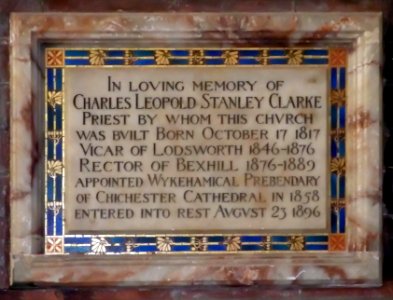 IN LOVING MEMORY OF
CHARLES LEOPOLD STANLEY CLARKE
PRIEST BY WHOM THIS CHVRCH
WAS BVILT BORN OCTOBER 17 1817
VICAR OF LODSWORTH 1846-1876
RECTOR OF BEXHILL 1876-1889
APPOINTED WYKEHAMICAL PREBENDARY
OF CHICHESTER CATHEDRAL IN 1858
ENTERED INTO REST AVGVST 23 1896